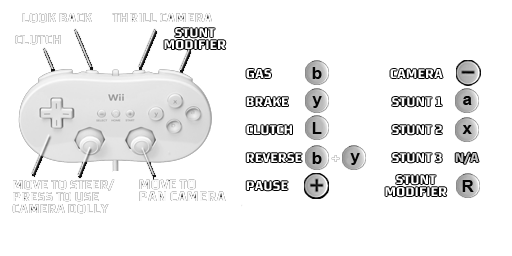 LOOK BACK
THRILL CAMERA
CLUTCH
STUNT
MODIFIER
Wii
MOVE TO STEER/
PRESS TO USE
CAMERA DOLLY
MOVE TO
PAN CAMERA
GAS b
BRAKE y
CLUTCH L
REVERSE b + y
PAUSE +
CAMERA −
STUNT 1 a
STUNT 2 x
STUNT 3 N/A
STUNT
MODIFIER R